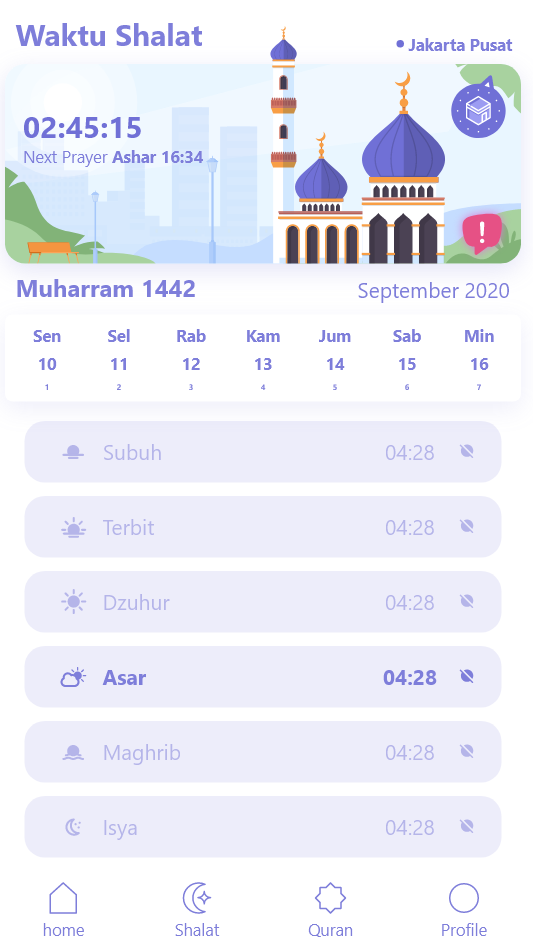 Waktu Shalat
Jakarta Pusat
02:45:15
Next Prayer Ashar 16:34
!
Muharram 1442
September 2020
Sen Sel Rab Kam Jum Sab Min
10 11 12 13 14 15 16
1 2 3 4 5 6 7
Subuh 04:28
Terbit 04:28
Dzuhur 04:28
Asar 04:28
Maghrib 04:28
Isya 04:28
home Shalat Quran Profile